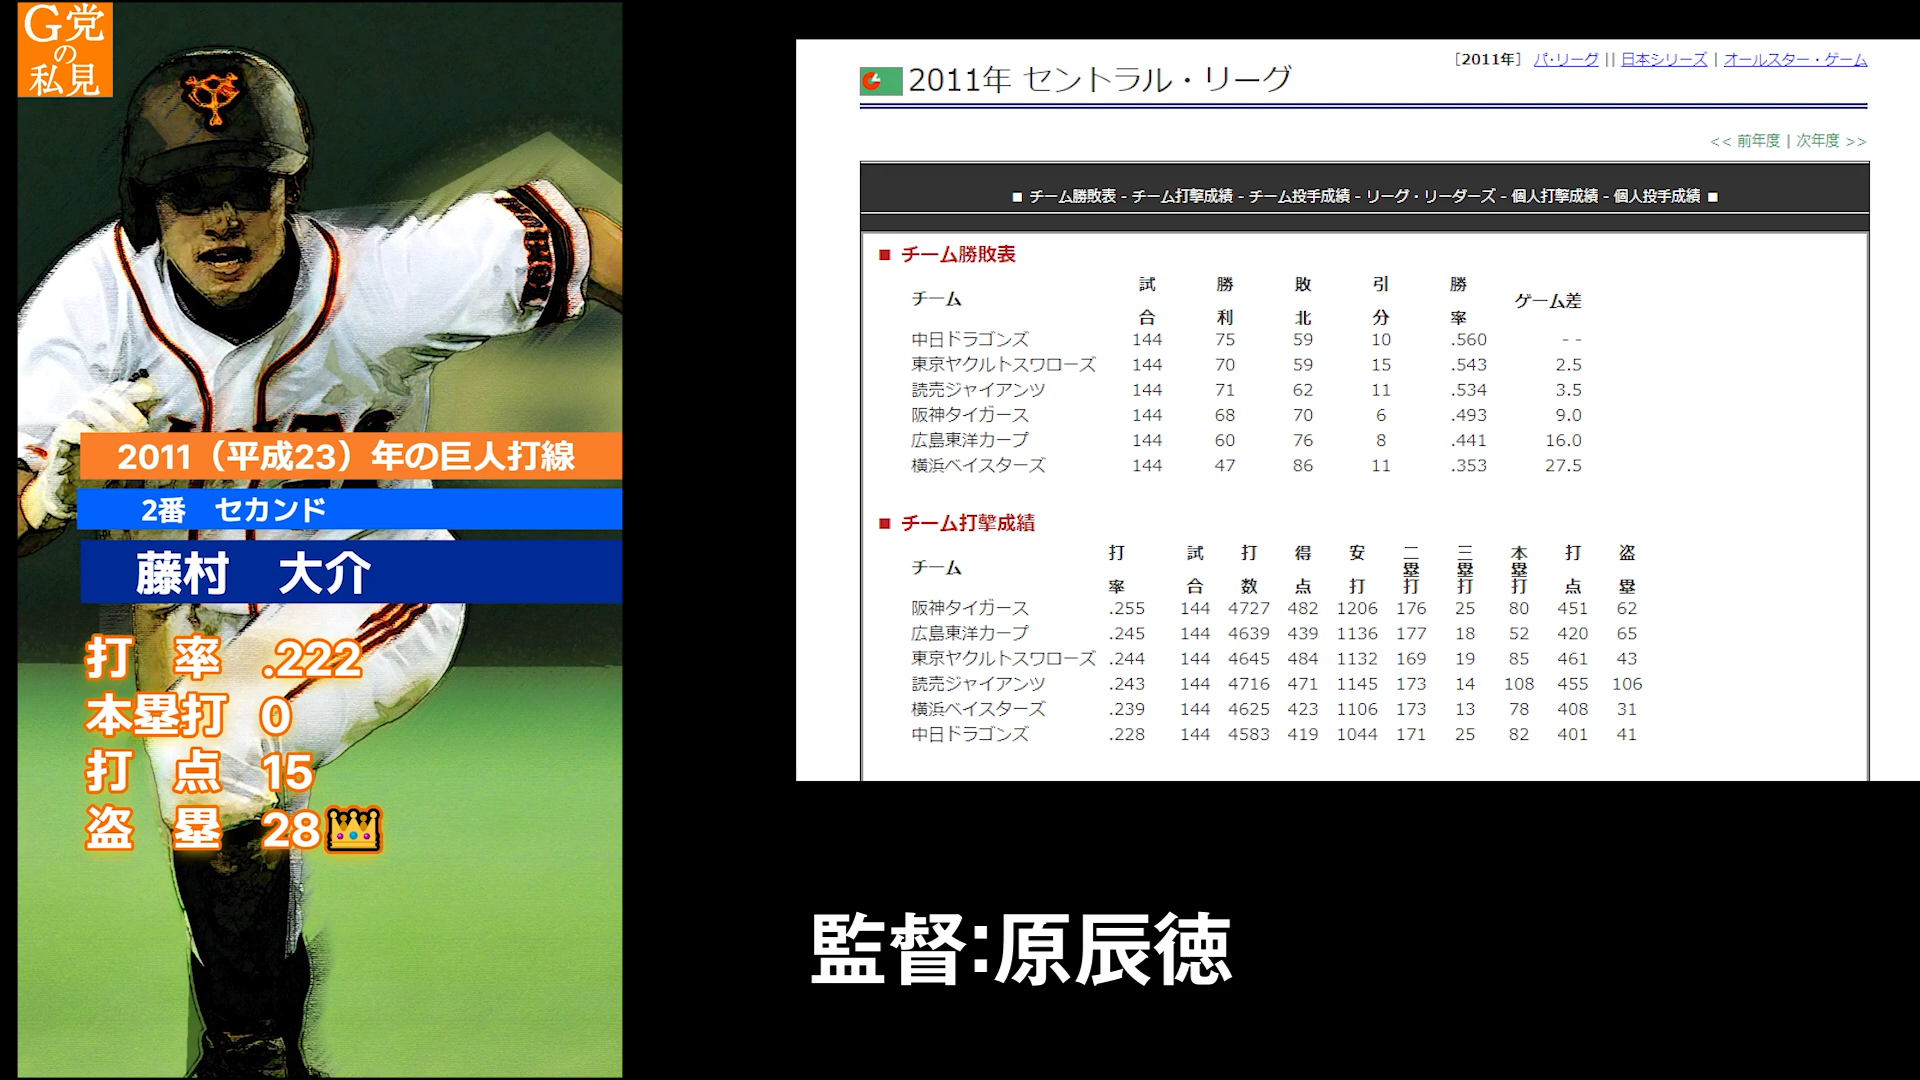 G党
の
私見
2011（平成23）年の巨人打線
2番 セカンド
藤村 大介
打 率 .222
本塁打 0
打 点 15
盗 塁 28
2011年 セントラル・リーグ
［2011年］ パ・リーグ || 日本シリーズ | オールスター・ゲーム
<< 前年度 | 次年度 >>
■ チーム勝敗表 - チーム打撃成績 - チーム投手成績 - リーグ・リーダーズ - 個人打撃成績 - 個人投手成績 ■
■ チーム勝敗表
チーム 試合 勝利 敗北 引分 勝率 ゲーム差
中日ドラゴンズ 144 75 59 10 .560 - -
東京ヤクルトスワローズ 144 70 59 15 .543 2.5
読売ジャイアンツ 144 71 62 11 .534 3.5
阪神タイガース 144 68 70 6 .493 9.0
広島東洋カープ 144 60 76 8 .441 16.0
横浜ベイスターズ 144 47 86 11 .353 27.5
■ チーム打撃成績
チーム 打率 試合 打数 得点 安打 二塁打 三塁打 本塁打 打点 盗塁
阪神タイガース .255 144 4727 482 1206 176 25 80 451 62
広島東洋カープ .245 144 4639 439 1136 177 18 52 420 65
東京ヤクルトスワローズ .244 144 4645 484 1132 169 19 85 461 43
読売ジャイアンツ .243 144 4716 471 1145 173 14 108 455 106
横浜ベイスターズ .239 144 4625 423 1106 173 13 78 408 31
中日ドラゴンズ .228 144 4583 419 1044 171 25 82 401 41
監督:原辰徳